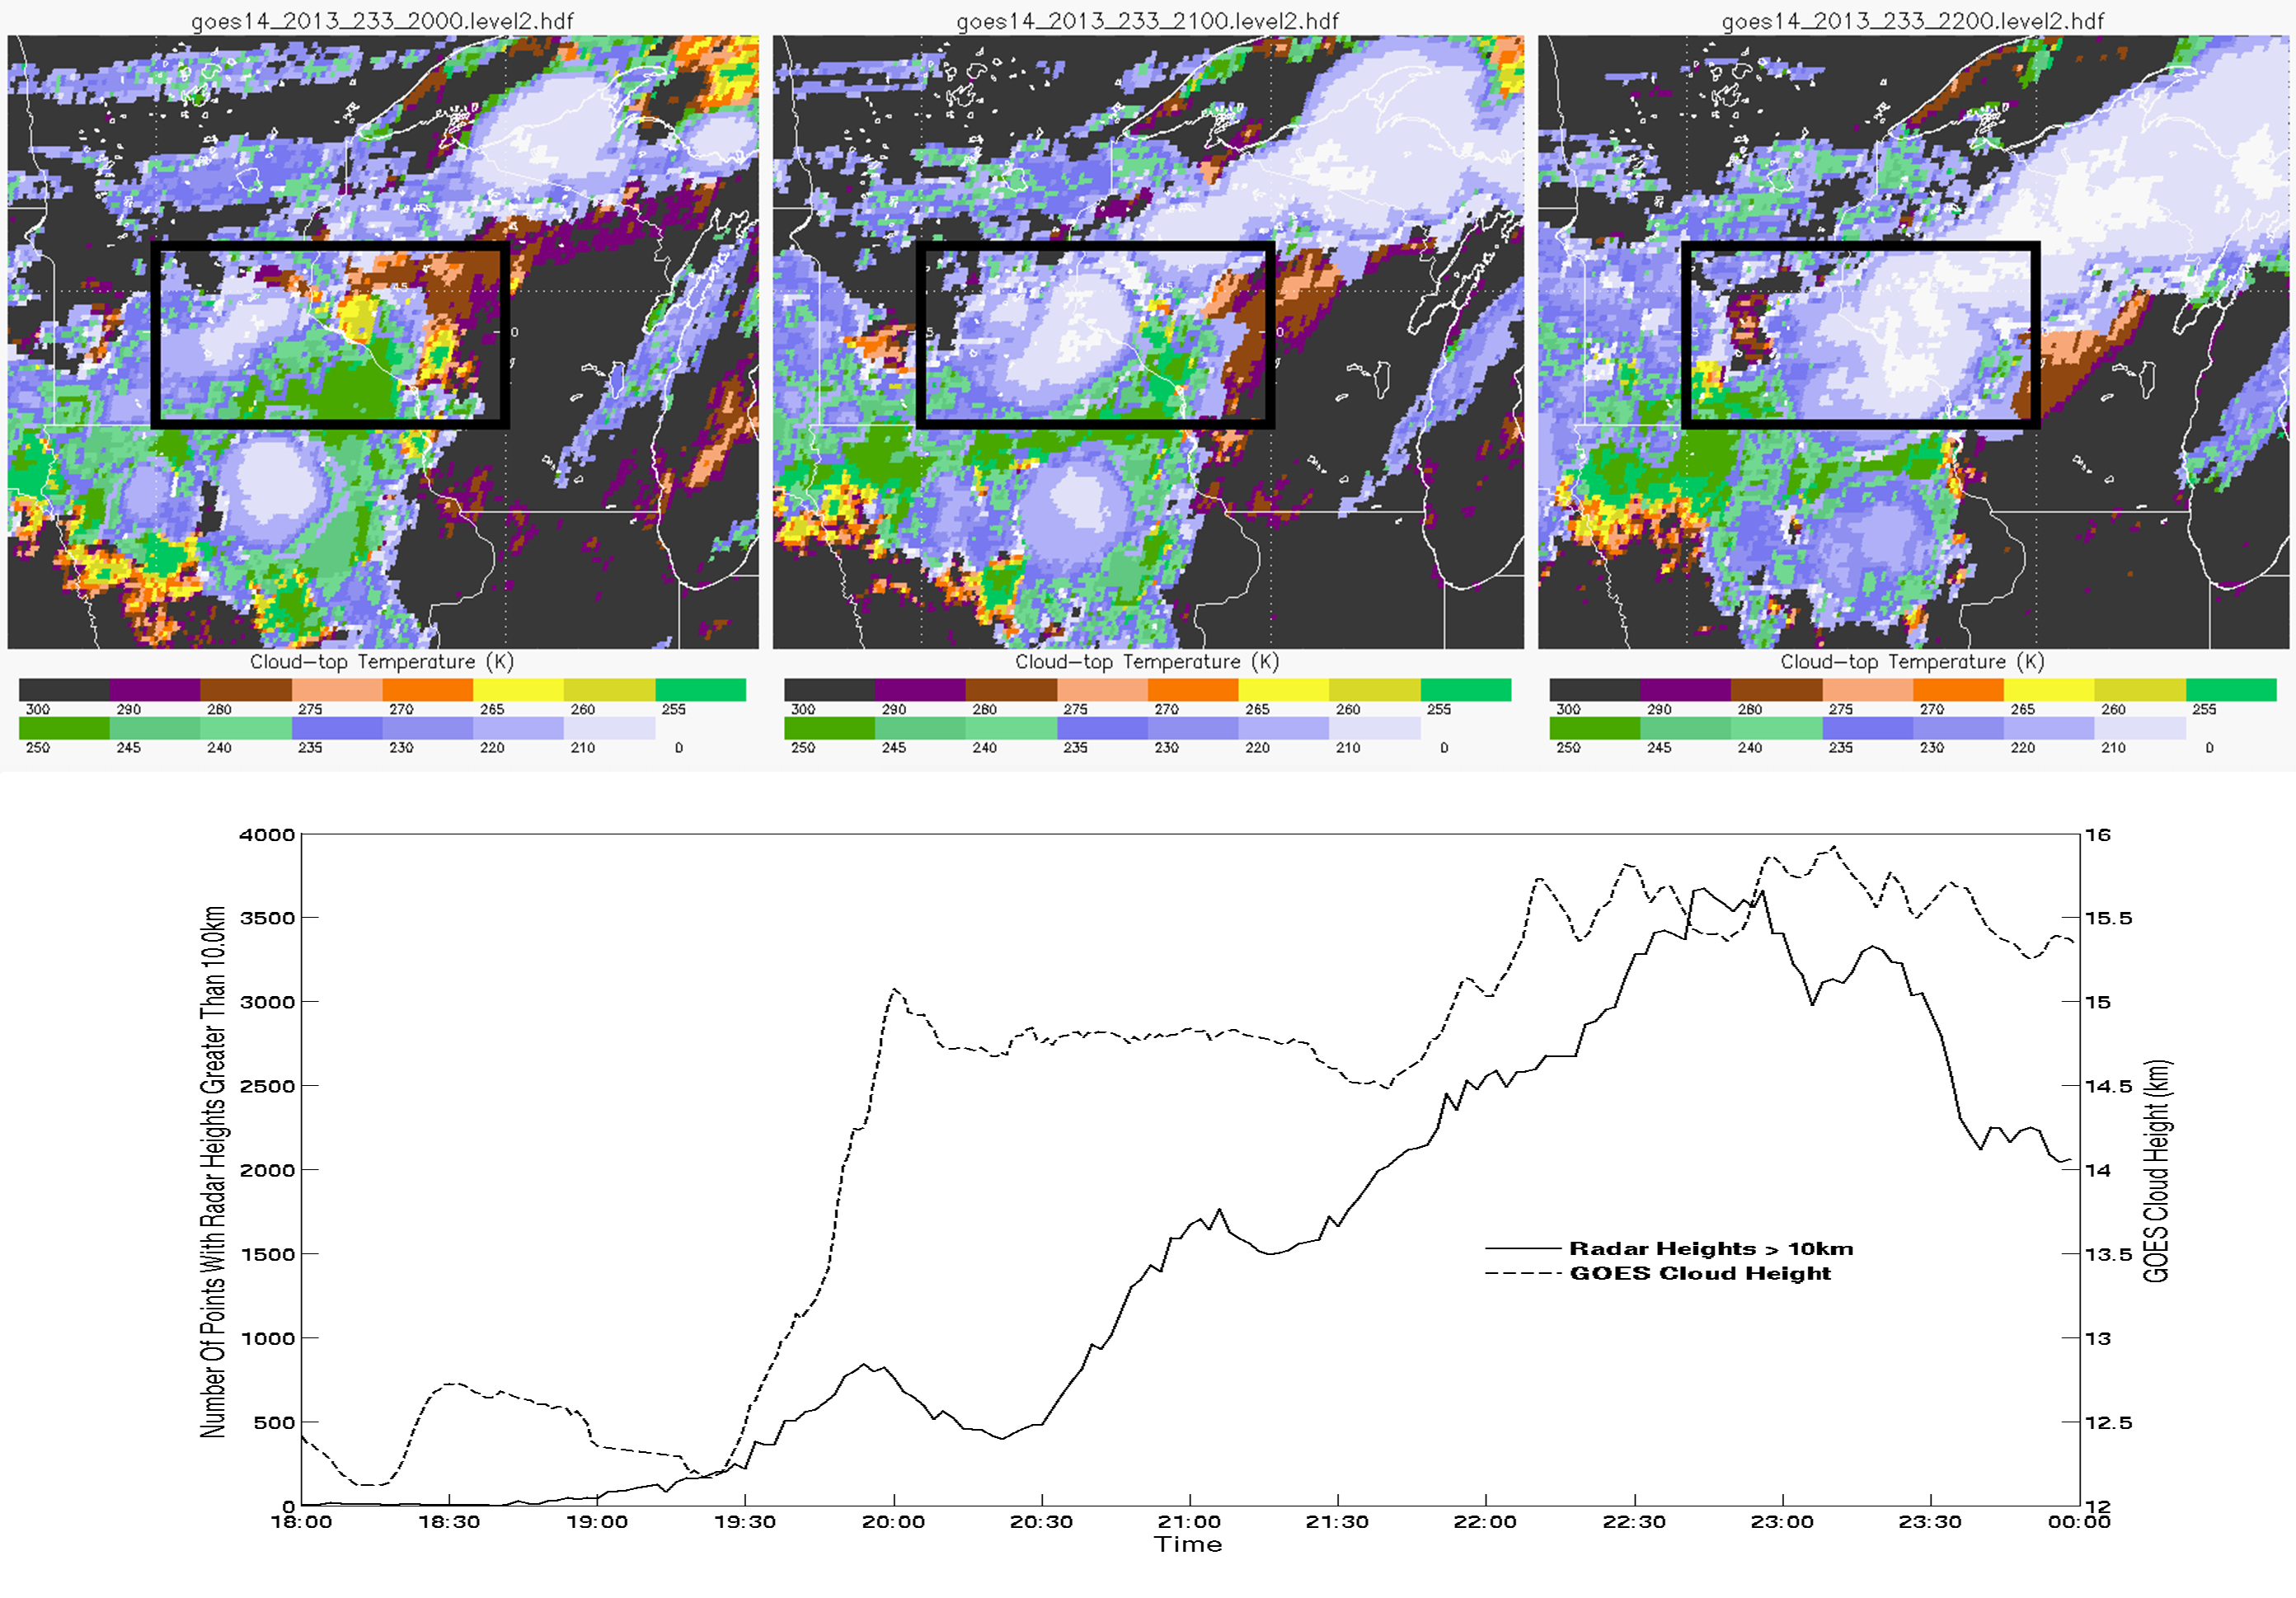 goes14_2013_233_2000.level2.hdf
goes14_2013_233_2100.level2.hdf
goes14_2013_233_2200.level2.hdf
Cloud-top Temperature (K)
Cloud-top Temperature (K)
Cloud-top Temperature (K)
300 290 280 275 270 265 260 255
250 245 240 235 230 220 210 0
300 290 280 275 270 265 260 255
250 245 240 235 230 220 210 0
300 290 280 275 270 265 260 255
250 245 240 235 230 220 210 0
Number Of Points With Radar Heights Greater Than 10.0km
4000
3500
3000
2500
2000
1500
1000
500
0
16
15.5
15
14.5
14
13.5
13
12.5
12
GOES Cloud Height (km)
Radar Heights > 10km
GOES Cloud Height
18:00 18:30 19:00 19:30 20:00 20:30 21:00 21:30 22:00 22:30 23:00 23:30 00:00
Time